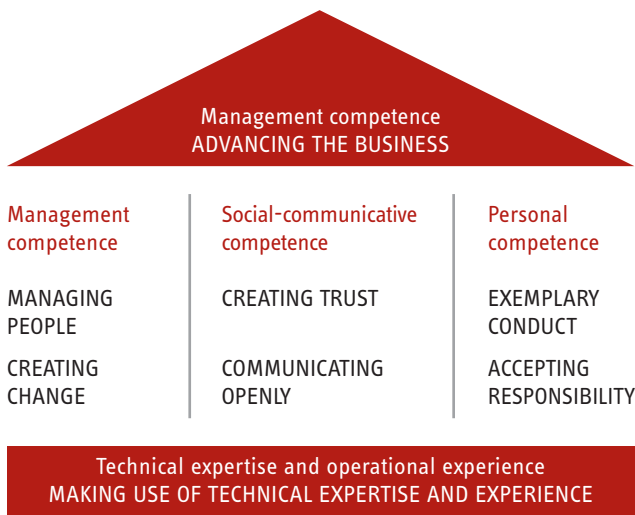 Management competence
ADVANCING THE BUSINESS
Management
competence
MANAGING
PEOPLE
CREATING
CHANGE
Social-communicative
competence
CREATING TRUST
COMMUNICATING
OPENLY
Personal
competence
EXEMPLARY
CONDUCT
ACCEPTING
RESPONSIBILITY
Technical expertise and operational experience
MAKING USE OF TECHNICAL EXPERTISE AND EXPERIENCE